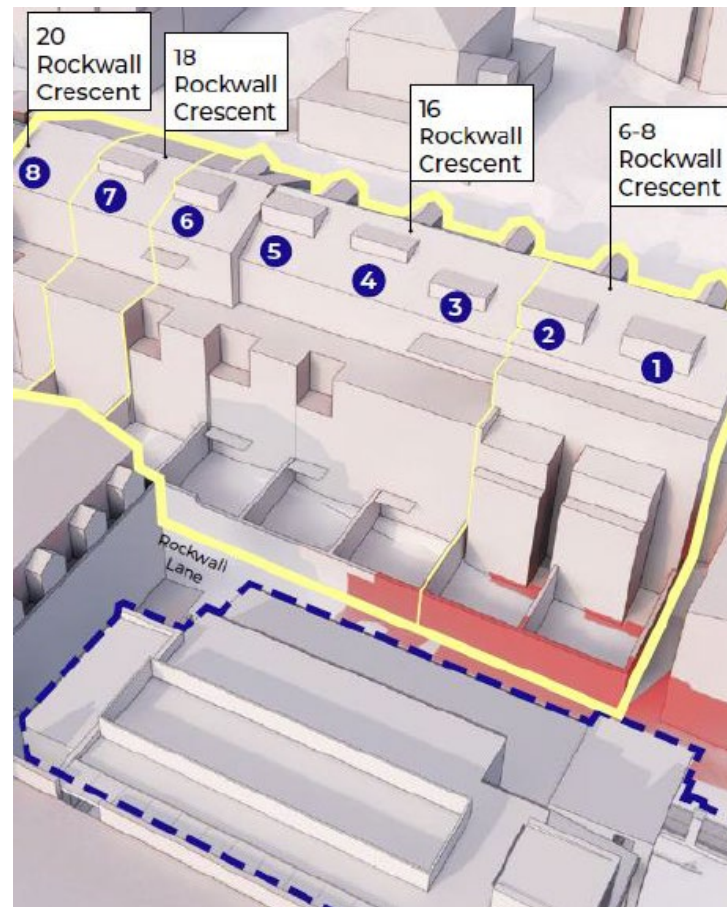 20
Rockwall
Crescent
18
Rockwall
Crescent
16
Rockwall
Crescent
6-8
Rockwall
Crescent
8
7
6
5
4
3
2
1
Rockwall
Lane